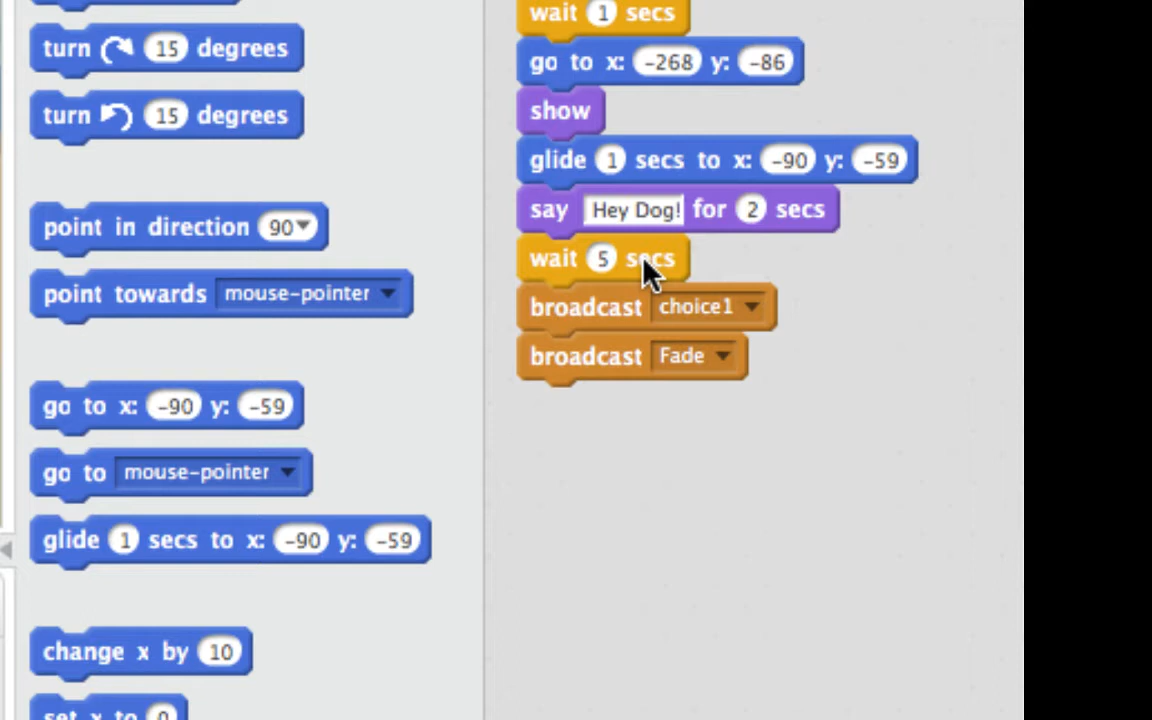 turn 15 degrees
turn 15 degrees
point in direction 90
point towards mouse-pointer
go to x: -90 y: -59
go to mouse-pointer
glide 1 secs to x: -90 y: -59
change x by 10
set x to 0
wait 1 secs
go to x: -268 y: -86
show
glide 1 secs to x: -90 y: -59
say Hey Dog! for 2 secs
wait 5 secs
broadcast choice1
broadcast Fade